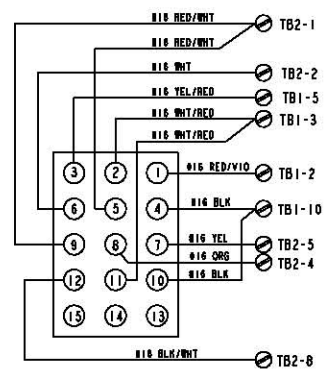 #16 RED/WHT TB2-1
#16 RED/WHT
#16 WHT TB2-2
#16 YEL/RED TB1-5
#16 WHT/RED TB1-3
#16 WHT/RED
3 2 1 #16 RED/VIO TB1-2
6 5 4 #16 BLK TB1-10
9 8 7 #16 YEL TB2-5
#16 ORG TB2-4
12 11 10 #16 BLK
15 14 13
#16 BLK/WHT TB2-8